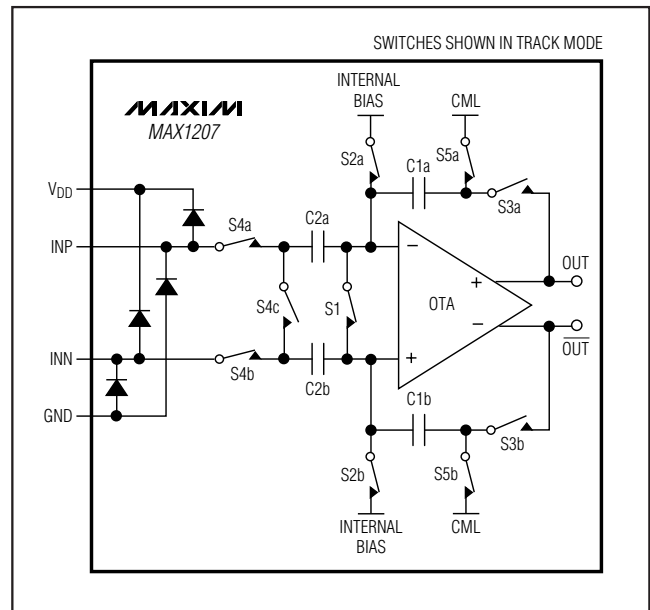 SWITCHES SHOWN IN TRACK MODE
INTERNAL
BIAS
CML
MAXIM
MAX1207
S2a
C1a
S5a
S3a
VDD
S4a
C2a
INP
−
+
OUT
S4c
S1
OTA
−
OUT
INN
S4b
C2b
+
GND
C1b
S3b
S2b
S5b
INTERNAL
BIAS
CML